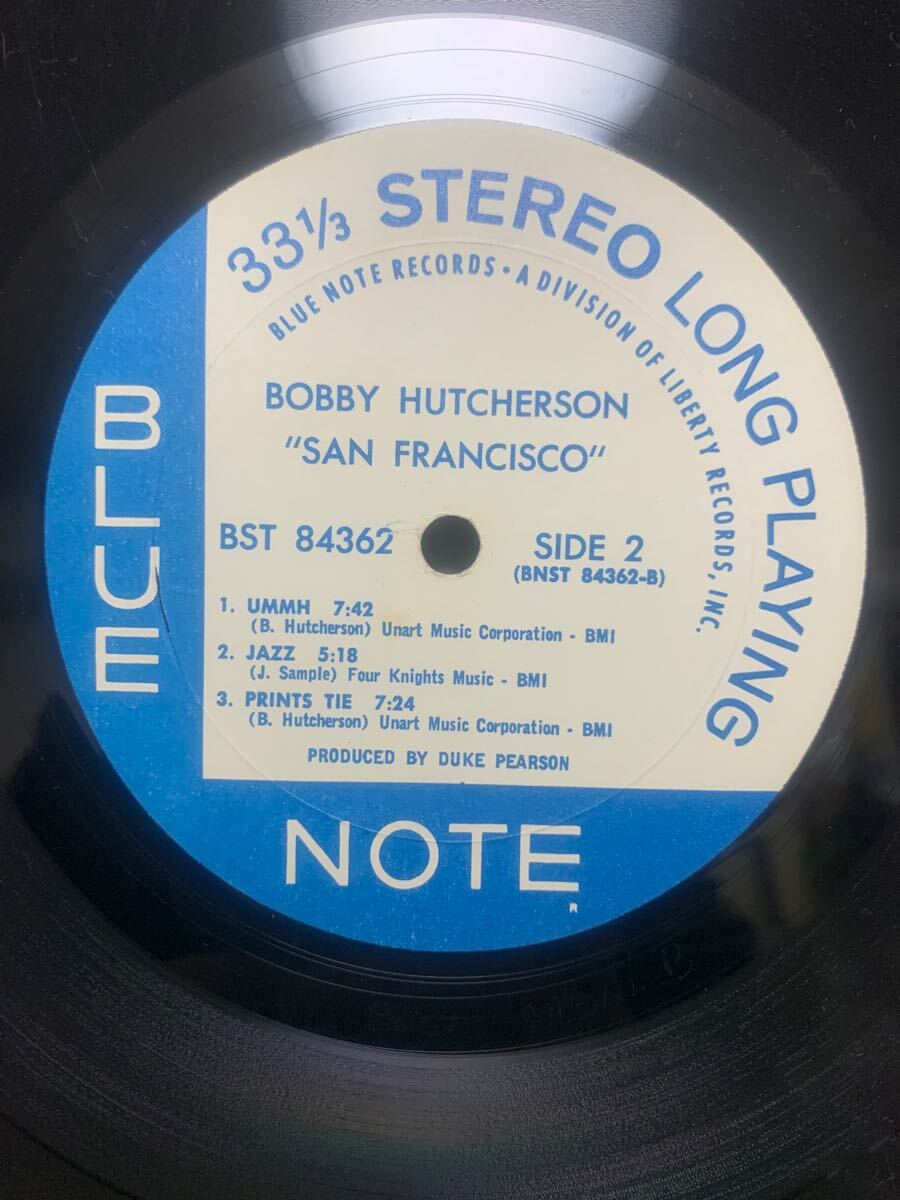 33⅓ STEREO LONG PLAYING
BLUE NOTE RECORDS • A DIVISION OF LIBERTY RECORDS, INC.
BOBBY HUTCHERSON
"SAN FRANCISCO"
BST 84362
SIDE 2
(BNST 84362-B)
1. UMMH 7:42
(B. Hutcherson) Unart Music Corporation - BMI
2. JAZZ 5:18
(J. Sample) Four Knights Music - BMI
3. PRINTS TIE 7:24
(B. Hutcherson) Unart Music Corporation - BMI
PRODUCED BY DUKE PEARSON
BLUE
NOTE
R